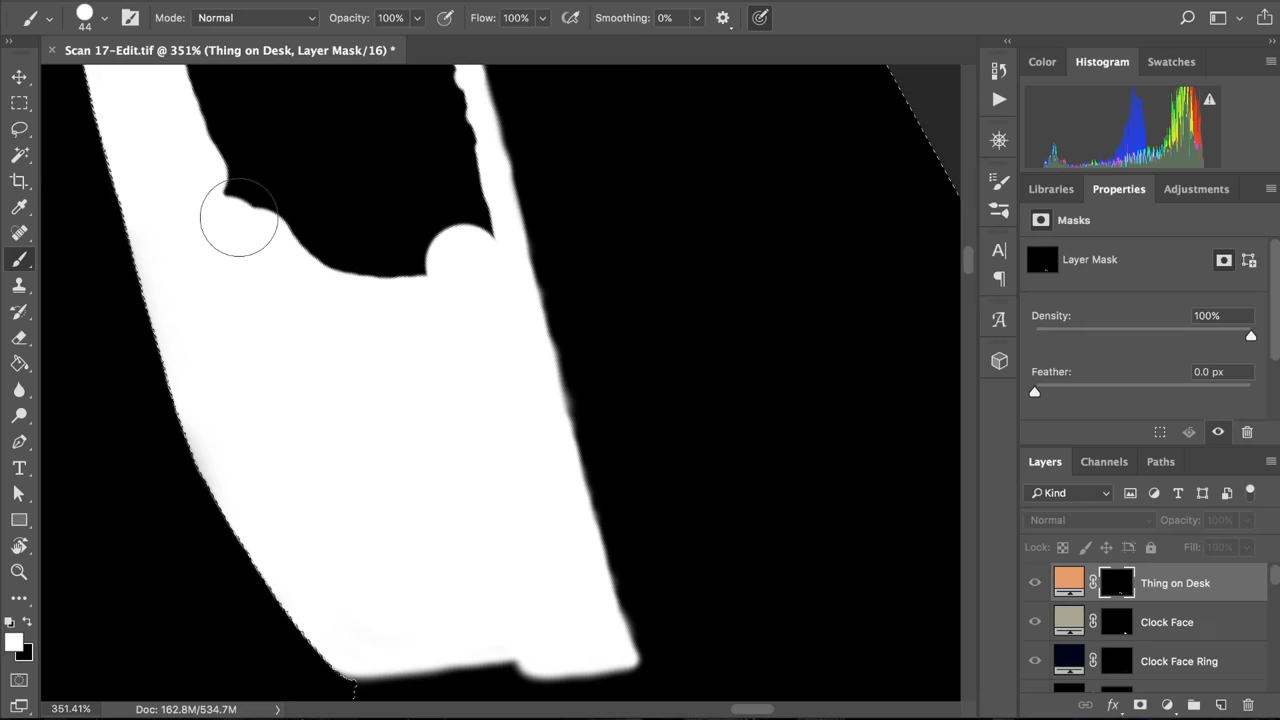 44
Mode: Normal
Opacity: 100%
Flow: 100%
Smoothing: 0%
Scan 17-Edit.tif @ 351% (Thing on Desk, Layer Mask/16) *
Color
Histogram
Swatches
Libraries
Properties
Adjustments
Masks
Layer Mask
Density: 100%
Feather: 0.0 px
Layers
Channels
Paths
Kind
Normal
Opacity: 100%
Lock:
Fill: 100%
Thing on Desk
Clock Face
Clock Face Ring
351.41%
Doc: 162.8M/534.7M